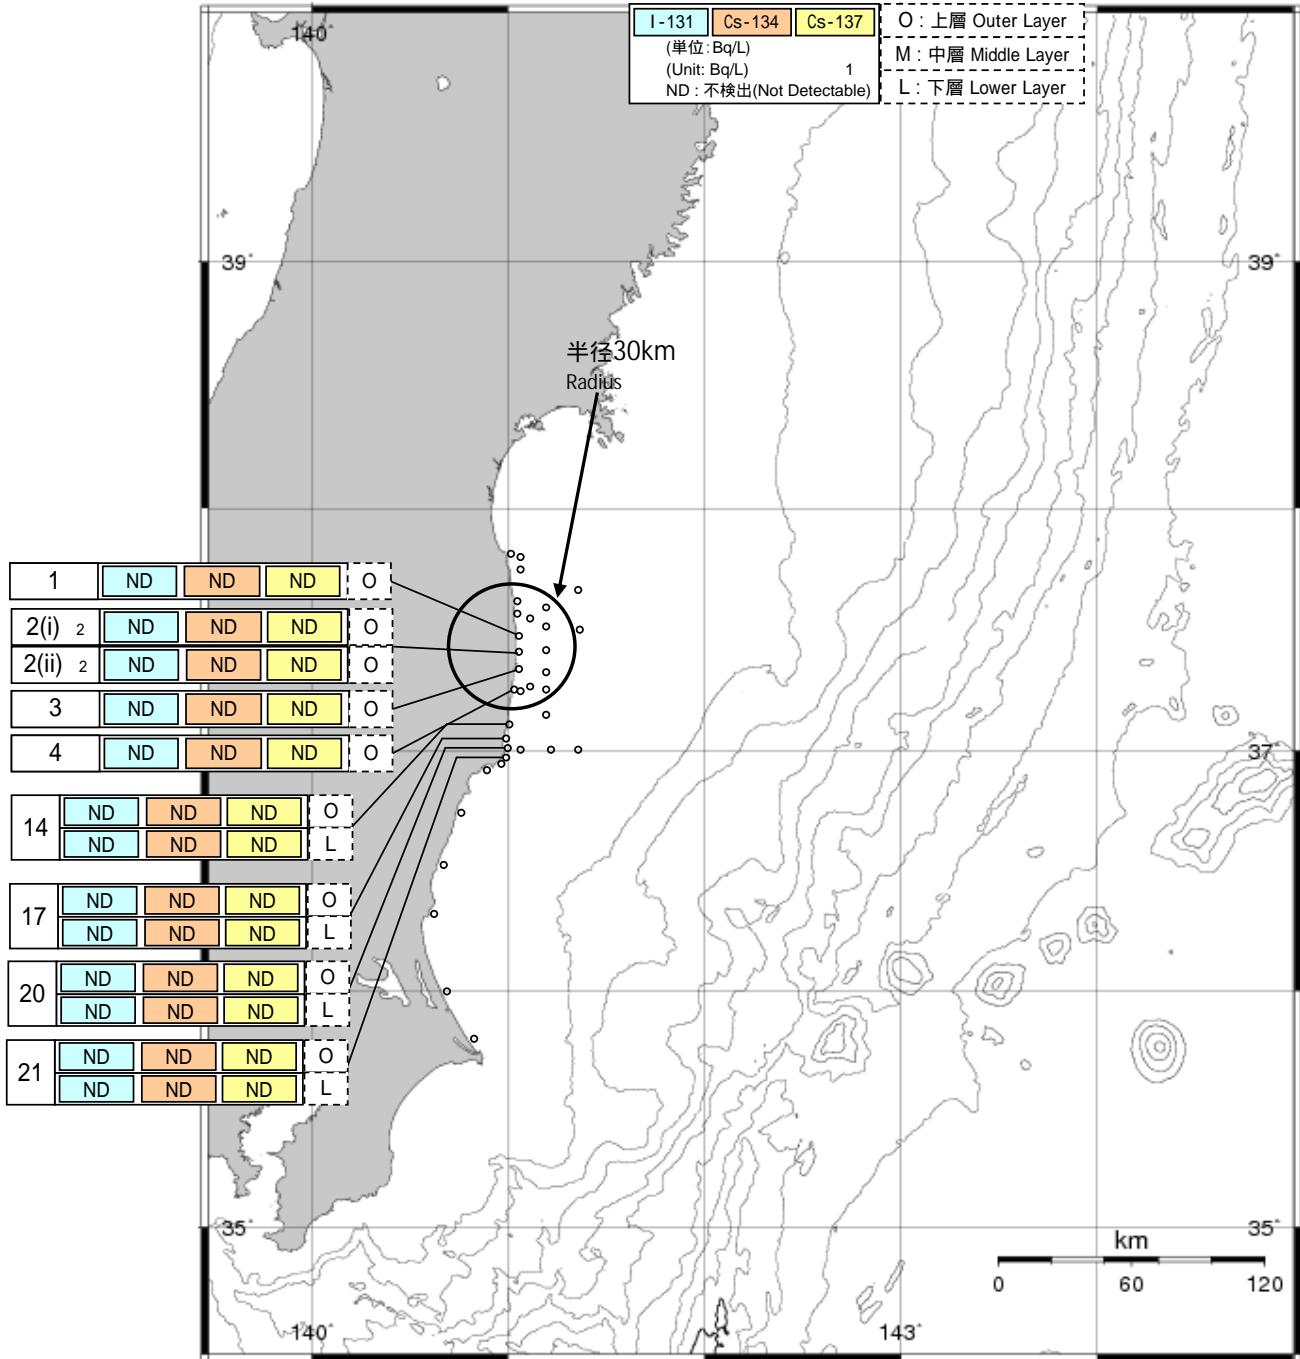 I-131 Cs-134 Cs-137
(単位:Bq/L)
(Unit: Bq/L) 1
ND : 不検出(Not Detectable)
O : 上層 Outer Layer
M : 中層 Middle Layer
L : 下層 Lower Layer
140°
39° 39°
半径30km
Radius
1 ND ND ND O
2(i) 2 ND ND ND O
2(ii) 2 ND ND ND O
3 ND ND ND O
4 ND ND ND O
37°
14 ND ND ND O
ND ND ND L
17 ND ND ND O
ND ND ND L
20 ND ND ND O
ND ND ND L
21 ND ND ND O
ND ND ND L
35° 35°
km
0 60 120
140° 143°